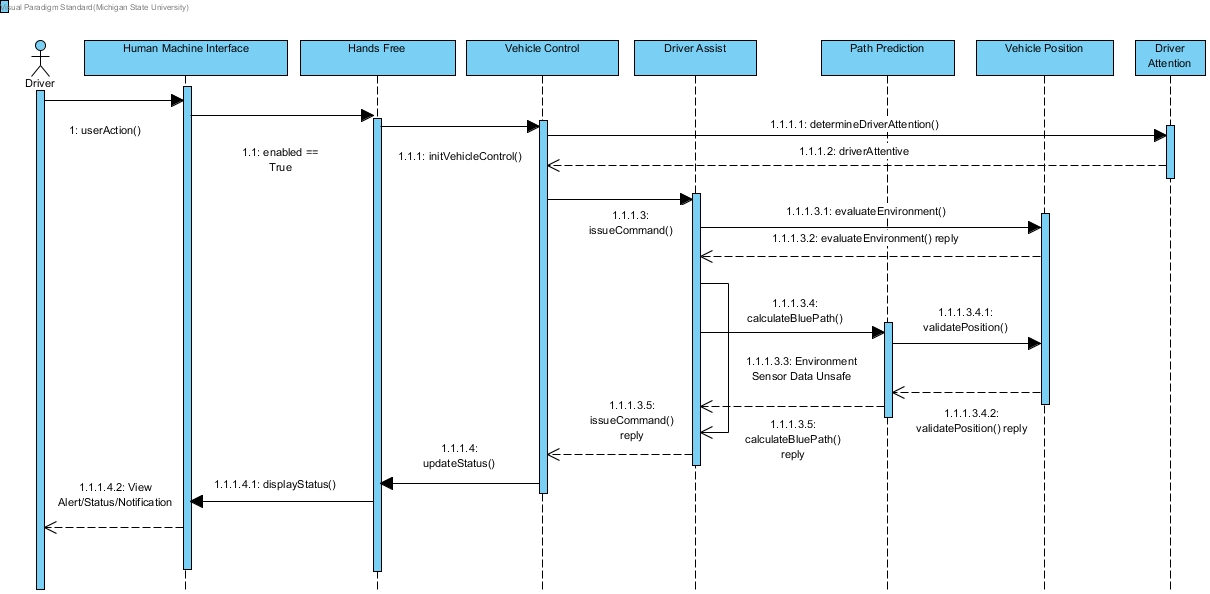 Visual Paradigm Standard(Michigan State University)
Human Machine Interface
Hands Free
Vehicle Control
Driver Assist
Path Prediction
Vehicle Position
Driver
Attention
Driver
1: userAction()
1.1: enabled ==
True
1.1.1: initVehicleControl()
1.1.1.1: determineDriverAttention()
1.1.1.2: driverAttentive
1.1.1.3:
issueCommand()
1.1.1.3.1: evaluateEnvironment()
1.1.1.3.2: evaluateEnvironment() reply
1.1.1.3.4:
calculateBluePath()
1.1.1.3.4.1:
validatePosition()
1.1.1.3.3: Environment
Sensor Data Unsafe
1.1.1.3.5:
issueCommand()
reply
1.1.1.3.5:
calculateBluePath()
reply
1.1.1.3.4.2:
validatePosition() reply
1.1.1.4:
updateStatus()
1.1.1.4.1: displayStatus()
1.1.1.4.2: View
Alert/Status/Notification